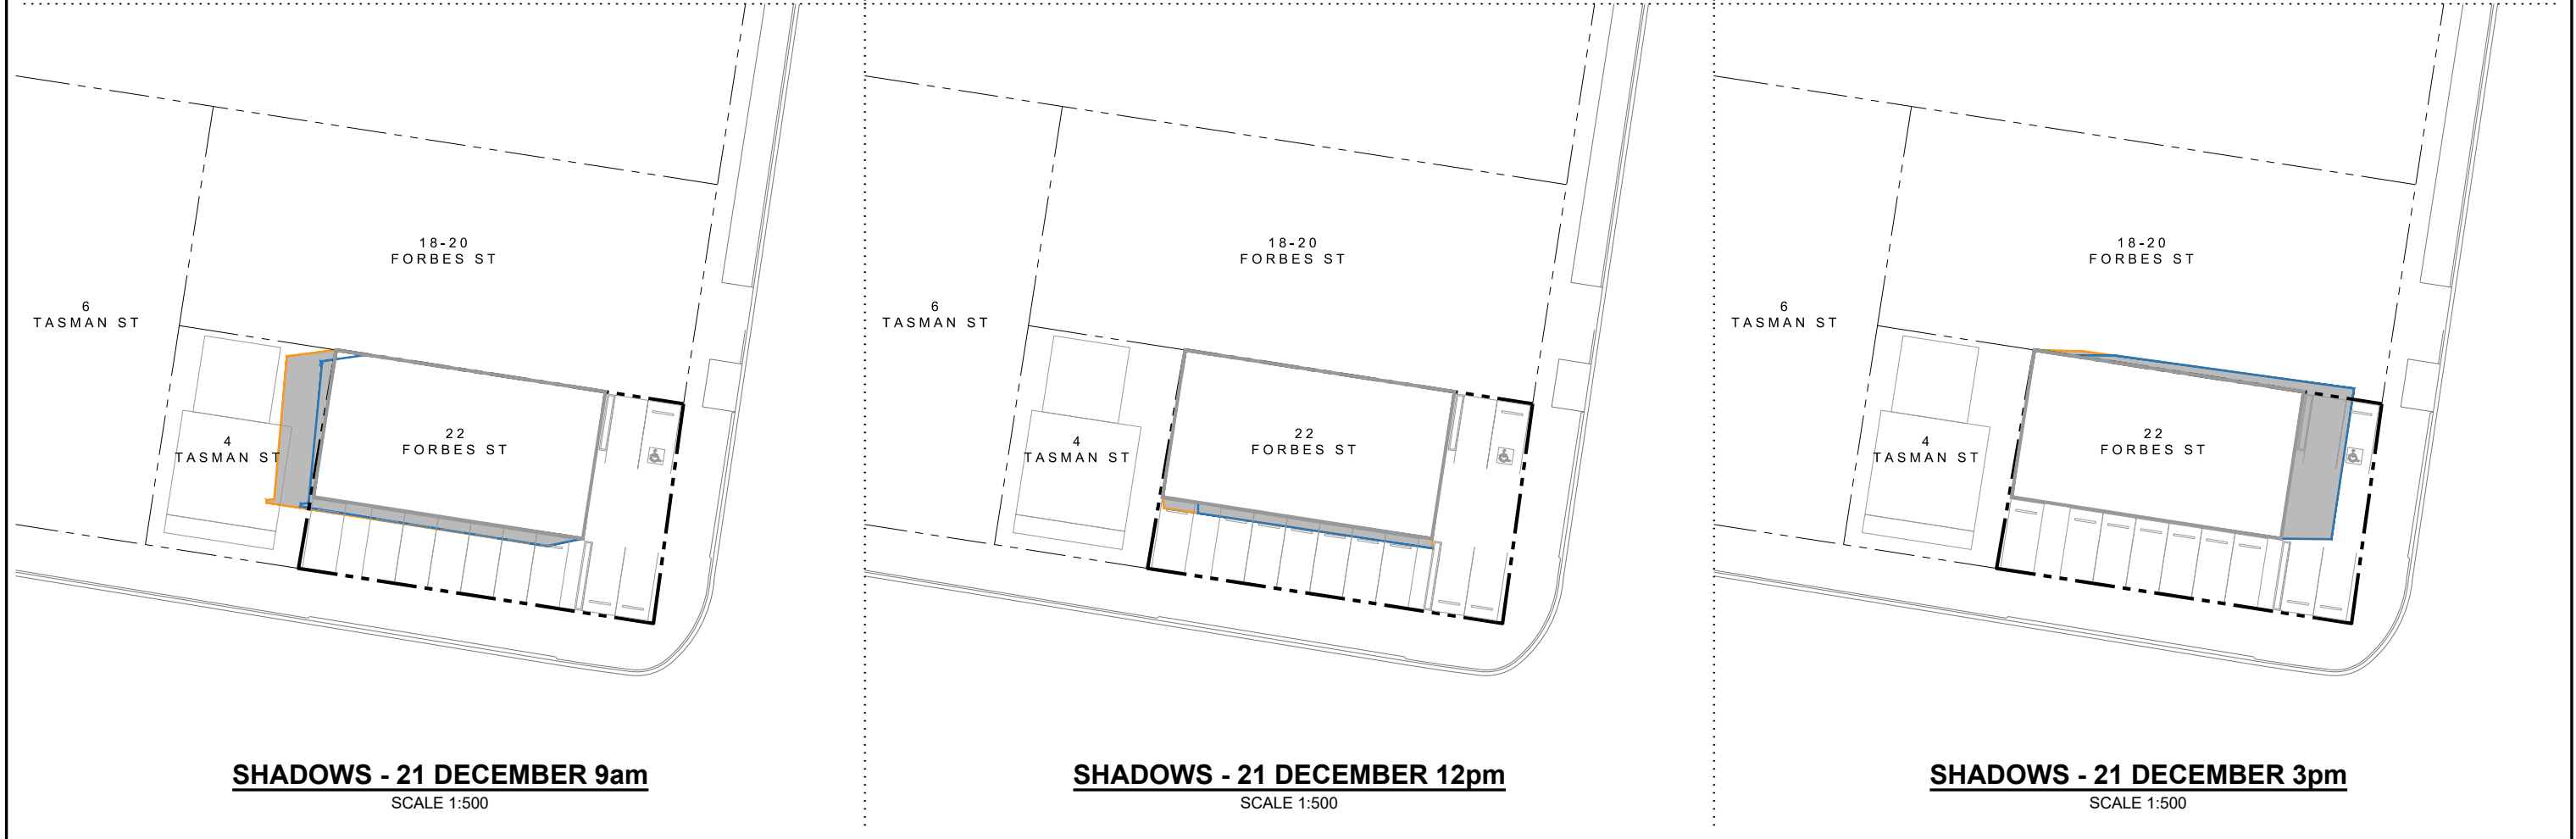 18-20
FORBES ST
6
TASMAN ST
4
TASMAN ST
22
FORBES ST
SHADOWS - 21 DECEMBER 9am
SCALE 1:500
18-20
FORBES ST
6
TASMAN ST
4
TASMAN ST
22
FORBES ST
SHADOWS - 21 DECEMBER 12pm
SCALE 1:500
18-20
FORBES ST
6
TASMAN ST
4
TASMAN ST
22
FORBES ST
SHADOWS - 21 DECEMBER 3pm
SCALE 1:500